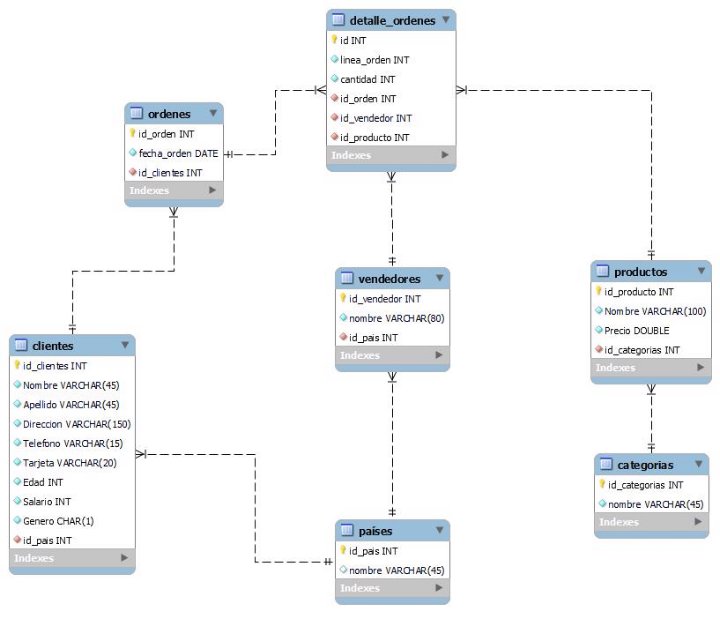 detalle_ordenes
id INT
linea_orden INT
cantidad INT
id_orden INT
id_vendedor INT
id_producto INT
Indexes
ordenes
id_orden INT
fecha_orden DATE
id_clientes INT
Indexes
vendedores
id_vendedor INT
nombre VARCHAR(80)
id_pais INT
Indexes
productos
id_producto INT
Nombre VARCHAR(100)
Precio DOUBLE
id_categorias INT
Indexes
clientes
id_clientes INT
Nombre VARCHAR(45)
Apellido VARCHAR(45)
Direccion VARCHAR(150)
Telefono VARCHAR(15)
Tarjeta VARCHAR(20)
Edad INT
Salario INT
Genero CHAR(1)
id_pais INT
Indexes
categorias
id_categorias INT
nombre VARCHAR(45)
Indexes
países
id_pais INT
nombre VARCHAR(45)
Indexes